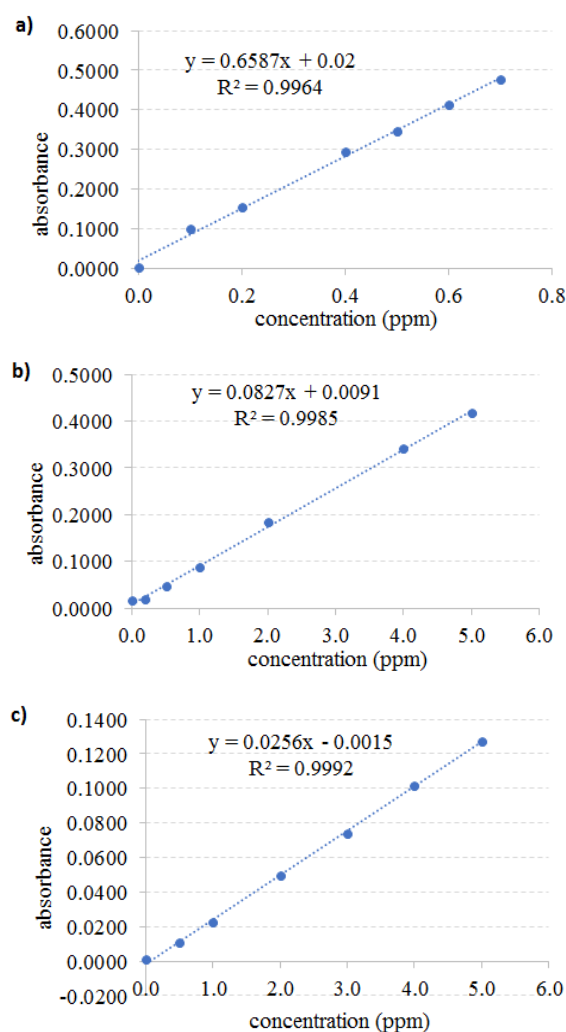 a)
0.6000
y = 0.6587x + 0.02
R² = 0.9964
0.5000
0.4000
0.3000
0.2000
0.1000
0.0000
absorbance
0.0 0.2 0.4 0.6 0.8
concentration (ppm)
b)
0.5000
y = 0.0827x + 0.0091
R² = 0.9985
0.4000
0.3000
0.2000
0.1000
0.0000
absorbance
0.0 1.0 2.0 3.0 4.0 5.0 6.0
concentration (ppm)
c)
0.1400
y = 0.0256x - 0.0015
R² = 0.9992
0.1200
0.1000
0.0800
0.0600
0.0400
0.0200
0.0000
-0.0200
absorbance
0.0 1.0 2.0 3.0 4.0 5.0 6.0
concentration (ppm)